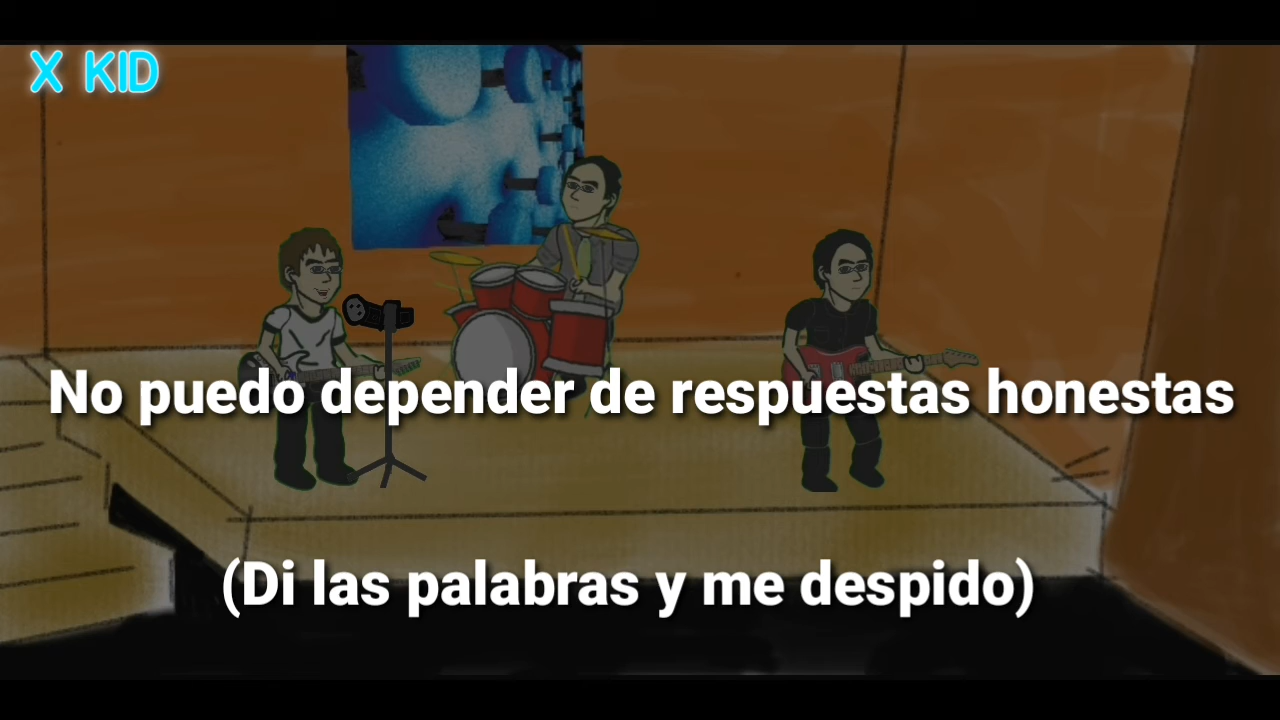 X KID
No puedo depender de respuestas honestas
(Di las palabras y me despido)